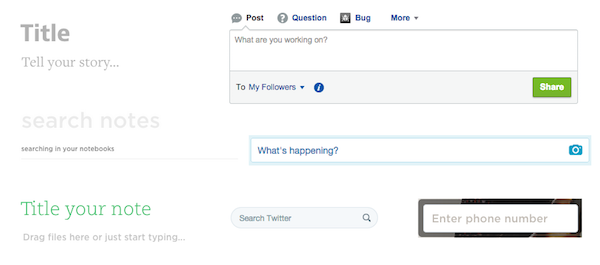 Title
Tell your story...
Post Question Bug More
What are you working on?
To My Followers
Share
search notes
searching in your notebooks
What's happening?
Title your note
Drag files here or just start typing...
Search Twitter
Enter phone number